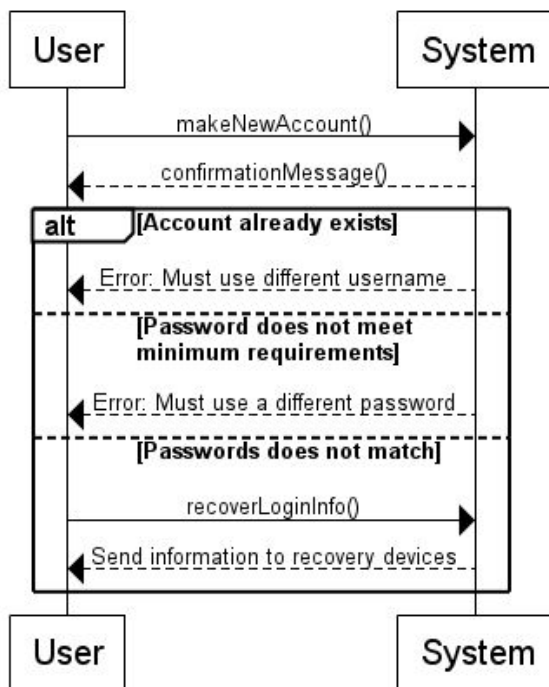 User
System
makeNewAccount()
confirmationMessage()
alt
[Account already exists]
Error: Must use different username
[Password does not meet
minimum requirements]
Error: Must use a different password
[Passwords does not match]
recoverLoginInfo()
Send information to recovery devices
User
System